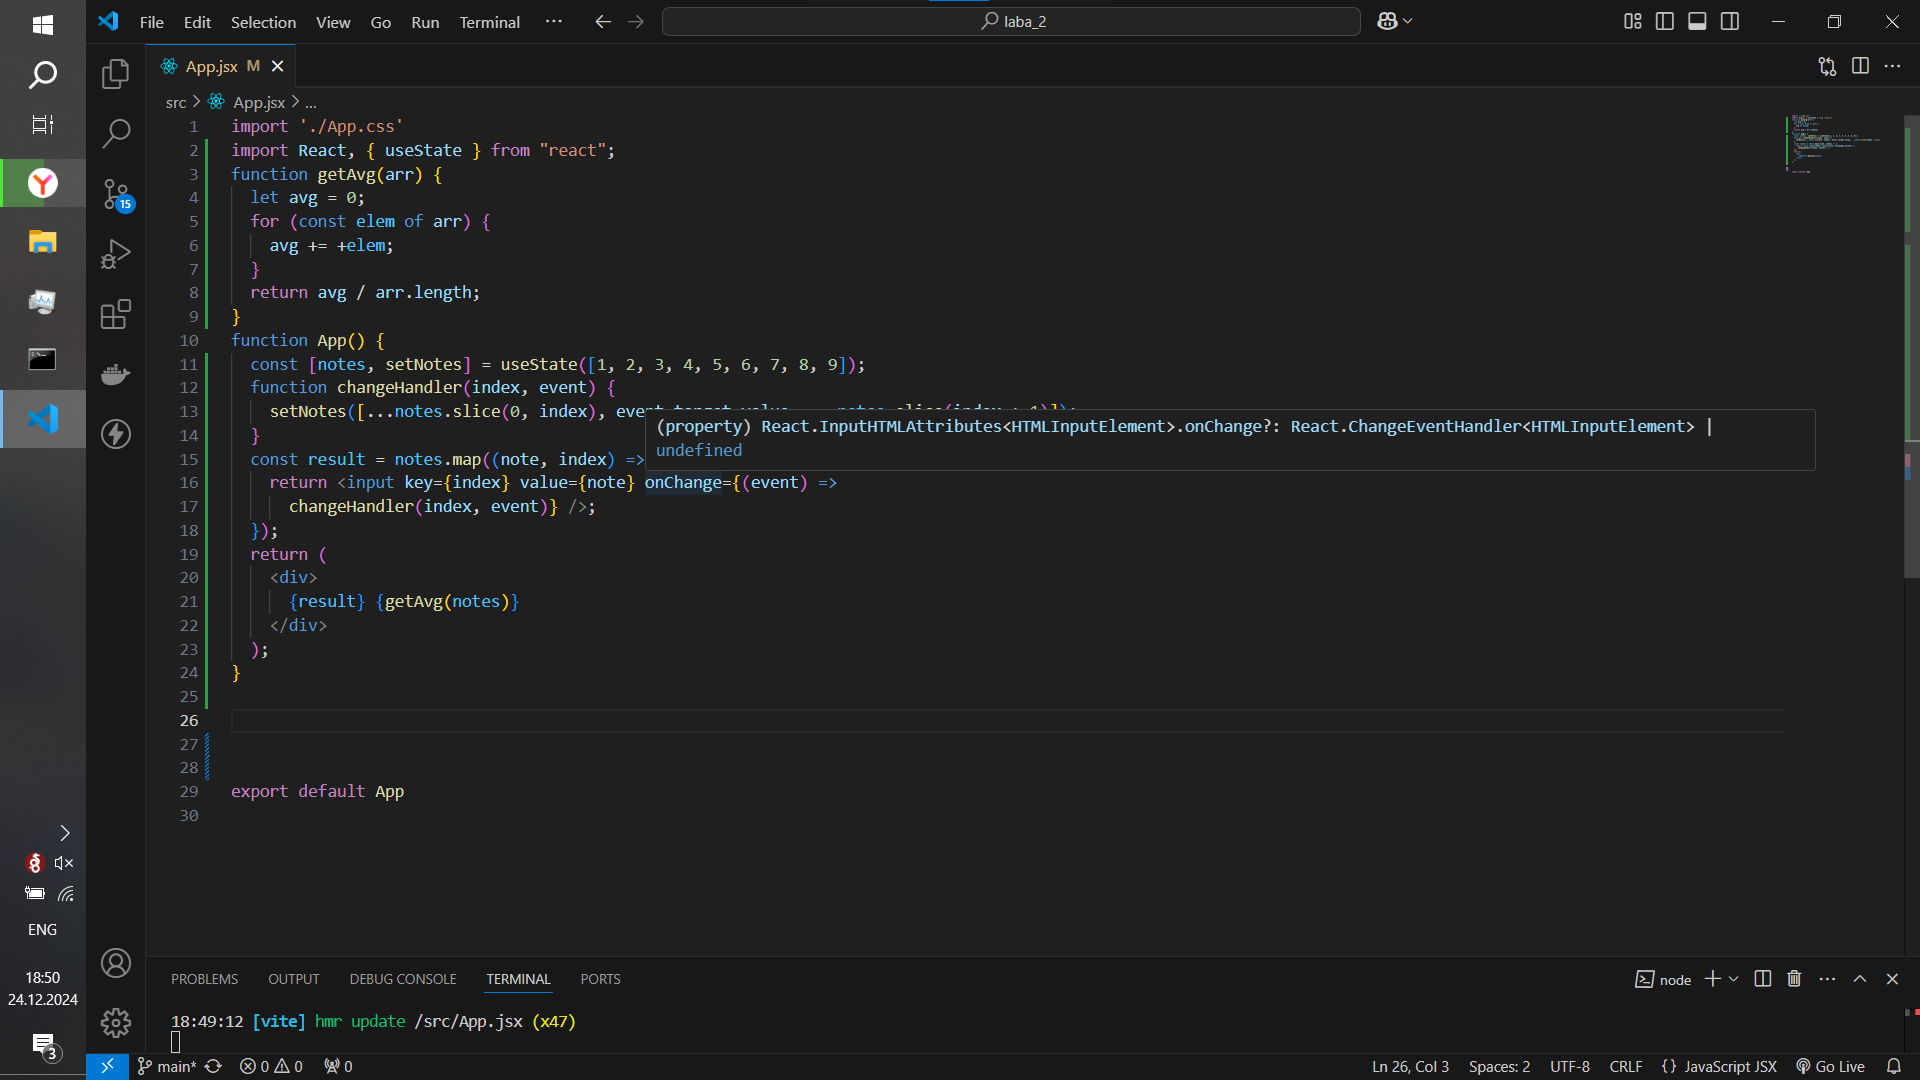 File Edit Selection View Go Run Terminal ···
laba_2
App.jsx M
src > App.jsx > ...
1 import './App.css'
2 import React, { useState } from "react";
3 function getAvg(arr) {
4 let avg = 0;
5 for (const elem of arr) {
6 avg += +elem;
7 }
8 return avg / arr.length;
9 }
10 function App() {
11 const [notes, setNotes] = useState([1, 2, 3, 4, 5, 6, 7, 8, 9]);
12 function changeHandler(index, event) {
13 setNotes([...notes.slice(0, index),
(property) React.InputHTMLAttributes<HTMLInputElement>.onChange?: React.ChangeEventHandler<HTMLInputElement> |
undefined
14 }
15 const result = notes.map((note, index) =>
16 return <input key={index} value={note} onChange={(event) =>
17 changeHandler(index, event)} />;
18 });
19 return (
20 <div>
21 {result} {getAvg(notes)}
22 </div>
23 );
24 }
25
26
27
28
29 export default App
30
15
ENG
18:50
24.12.2024
3
PROBLEMS OUTPUT DEBUG CONSOLE TERMINAL PORTS
node
18:49:12 [vite] hmr update /src/App.jsx (x47)
main* 0 0 0
Ln 26, Col 3 Spaces: 2 UTF-8 CRLF {} JavaScript JSX Go Live